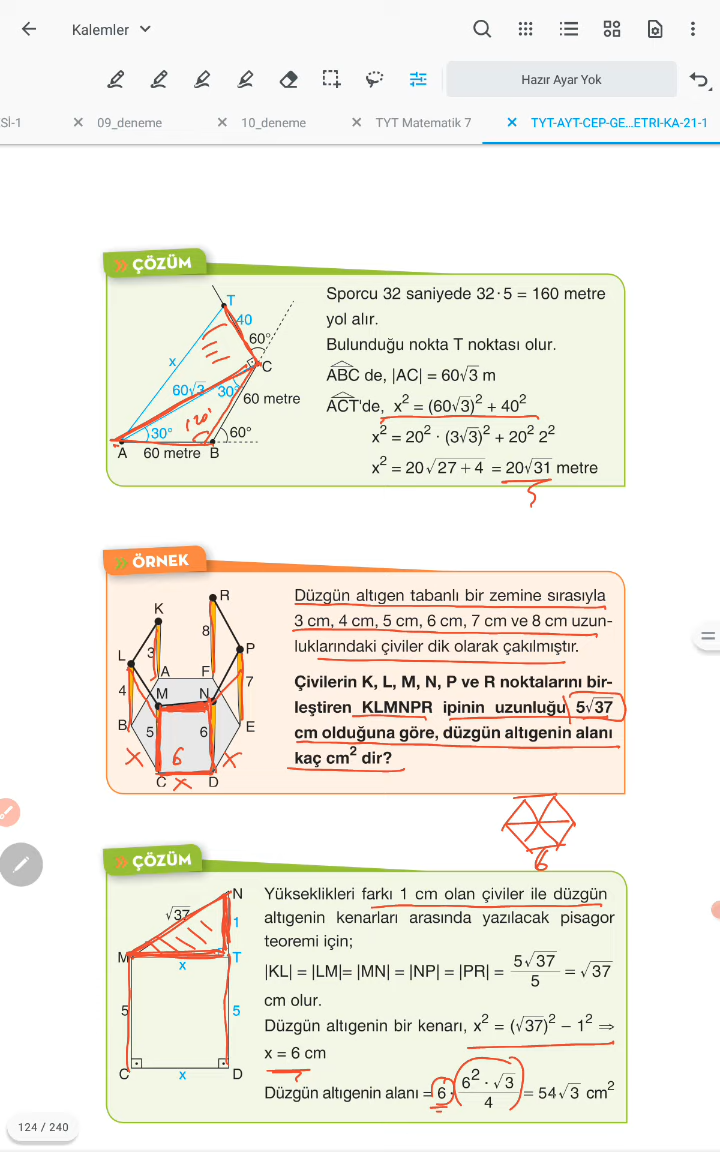 Kalemler
Hazır Ayar Yok
Sİ-1
09_deneme
10_deneme
TYT Matematik 7
TYT-AYT-CEP-GE...ETRI-KA-21-1
ÇÖZÜM
T
40
60°
C
x
60√3
30°
60 metre
120°
30°
60°
A 60 metre B
Sporcu 32 saniyede 32·5 = 160 metre
yol alır.
Bulunduğu nokta T noktası olur.
ABC de, |AC| = 60√3 m
ACT'de, x² = (60√3)² + 40²
x² = 20² · (3√3)² + 20² 2²
x² = 20√27 + 4 = 20√31 metre
ÖRNEK
R
K
8
P
L
3
A F
7
4
M N
B 5 6 6 E
x x
C x D
Düzgün altıgen tabanlı bir zemine sırasıyla
3 cm, 4 cm, 5 cm, 6 cm, 7 cm ve 8 cm uzun-
luklarındaki çiviler dik olarak çakılmıştır.
Çivilerin K, L, M, N, P ve R noktalarını bir-
leştiren KLMNPR ipinin uzunluğu 5√37
cm olduğuna göre, düzgün altıgenin alanı
kaç cm² dir?
6
ÇÖZÜM
N
√37
1
M T
x
5 5
C x D
Yükseklikleri farkı 1 cm olan çiviler ile düzgün
altıgenin kenarları arasında yazılacak pisagor
teoremi için;
|KL| = |LM|= |MN| = |NP| = |PR| = 5√37/5 = √37
cm olur.
Düzgün altıgenin bir kenarı, x² = (√37)² − 1² ⇒
x = 6 cm
Düzgün altıgenin alanı = 6 · 6² · √3/4 = 54√3 cm²
124 / 240